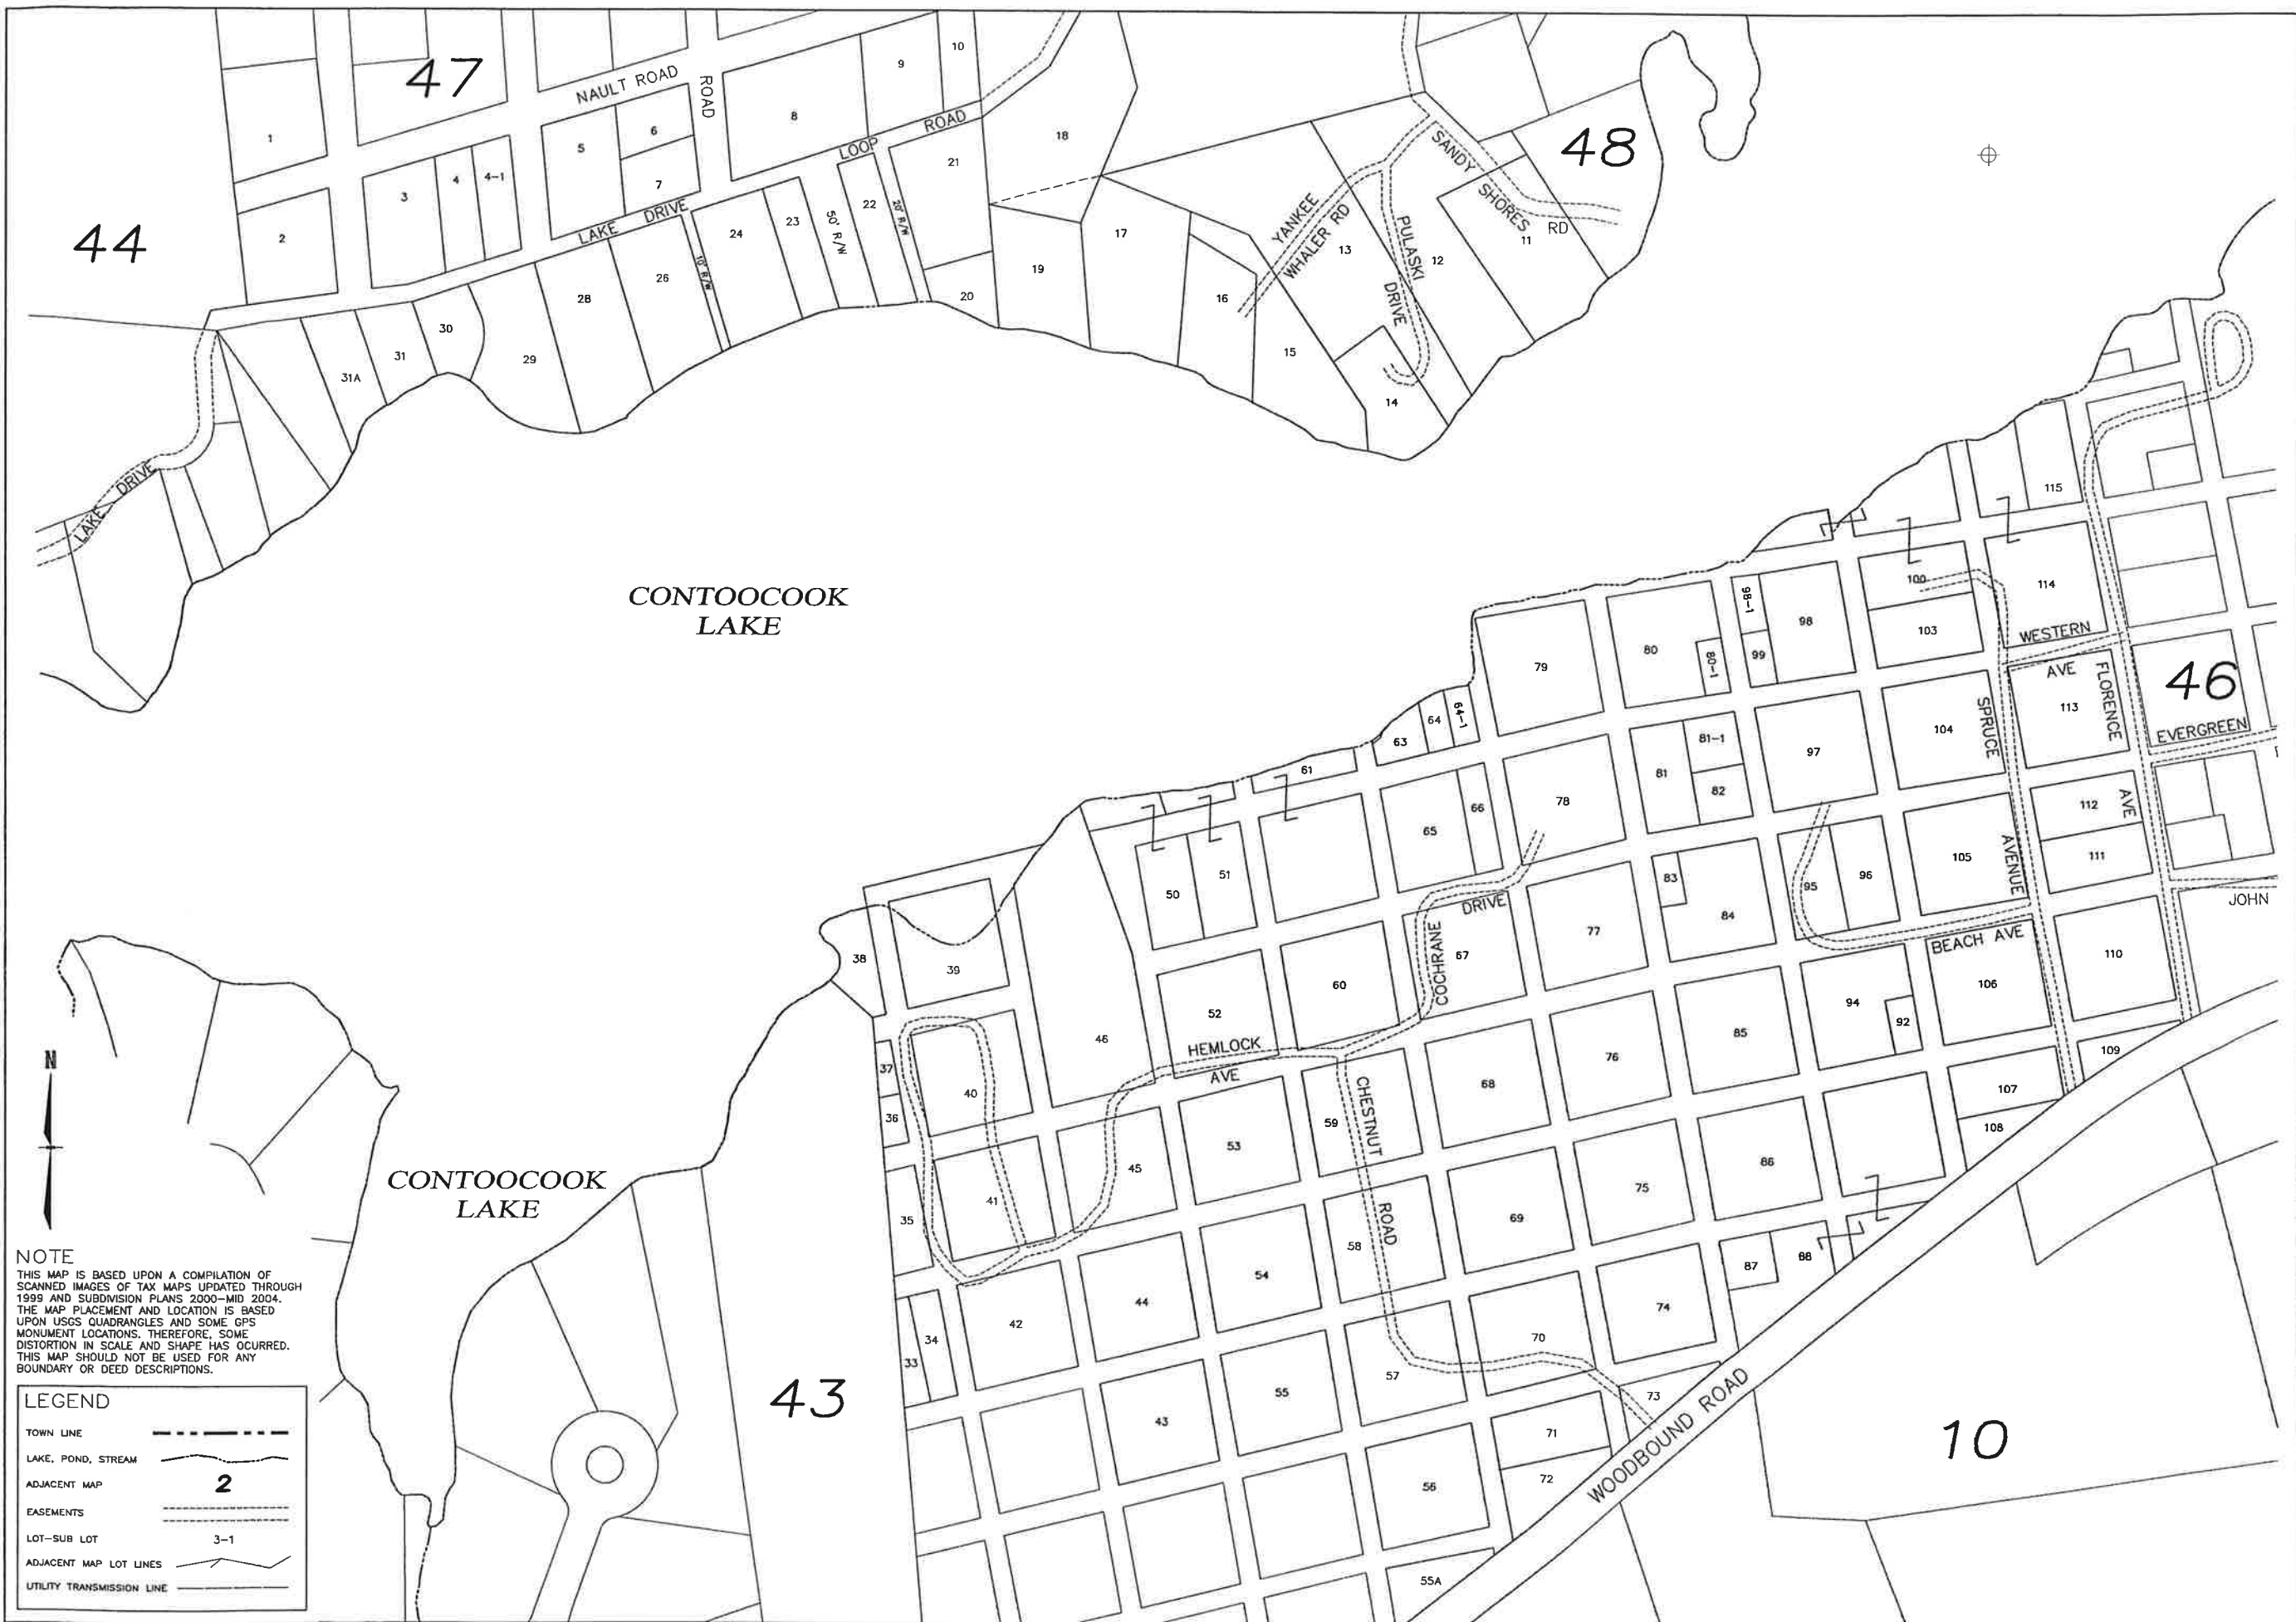 47
44
48
46
43
10
NAULT ROAD
ROAD
LOOP ROAD
LAKE DRIVE
LAKE DRIVE
50' R/W
20' R/W
10' R/W
YANKEE
WHALER RD
PULASKI
DRIVE
SANDY SHORES RD
1
2
3
4
4-1
5
6
7
8
9
10
18
21
22
23
24
26
28
29
30
31
31A
20
19
17
16
15
13
12
11
14
CONTOOCOOK
LAKE
115
114
100
103
98-1
98
99
80
80-1
79
WESTERN
AVE
FLORENCE
AVE
EVERGREEN
SPRUCE
AVENUE
113
104
97
81-1
81
82
78
64-1
64
63
61
66
65
112
111
105
96
95
84
83
77
67
COCHRANE
DRIVE
JOHN
BEACH AVE
50
51
38
39
46
52
60
HEMLOCK
AVE
110
106
94
92
85
76
68
109
107
108
37
36
40
41
45
53
59
CHESTNUT
ROAD
35
86
75
69
58
54
44
42
34
33
87
88
74
70
57
55
43
73
71
72
56
55A
WOODBOUND ROAD
CONTOOCOOK
LAKE
N
NOTE
THIS MAP IS BASED UPON A COMPILATION OF
SCANNED IMAGES OF TAX MAPS UPDATED THROUGH
1999 AND SUBDIVISION PLANS 2000-MID 2004.
THE MAP PLACEMENT AND LOCATION IS BASED
UPON USGS QUADRANGLES AND SOME GPS
MONUMENT LOCATIONS. THEREFORE, SOME
DISTORTION IN SCALE AND SHAPE HAS OCURRED.
THIS MAP SHOULD NOT BE USED FOR ANY
BOUNDARY OR DEED DESCRIPTIONS.
LEGEND
TOWN LINE
LAKE, POND, STREAM
ADJACENT MAP 2
EASEMENTS
LOT-SUB LOT 3-1
ADJACENT MAP LOT LINES
UTILITY TRANSMISSION LINE